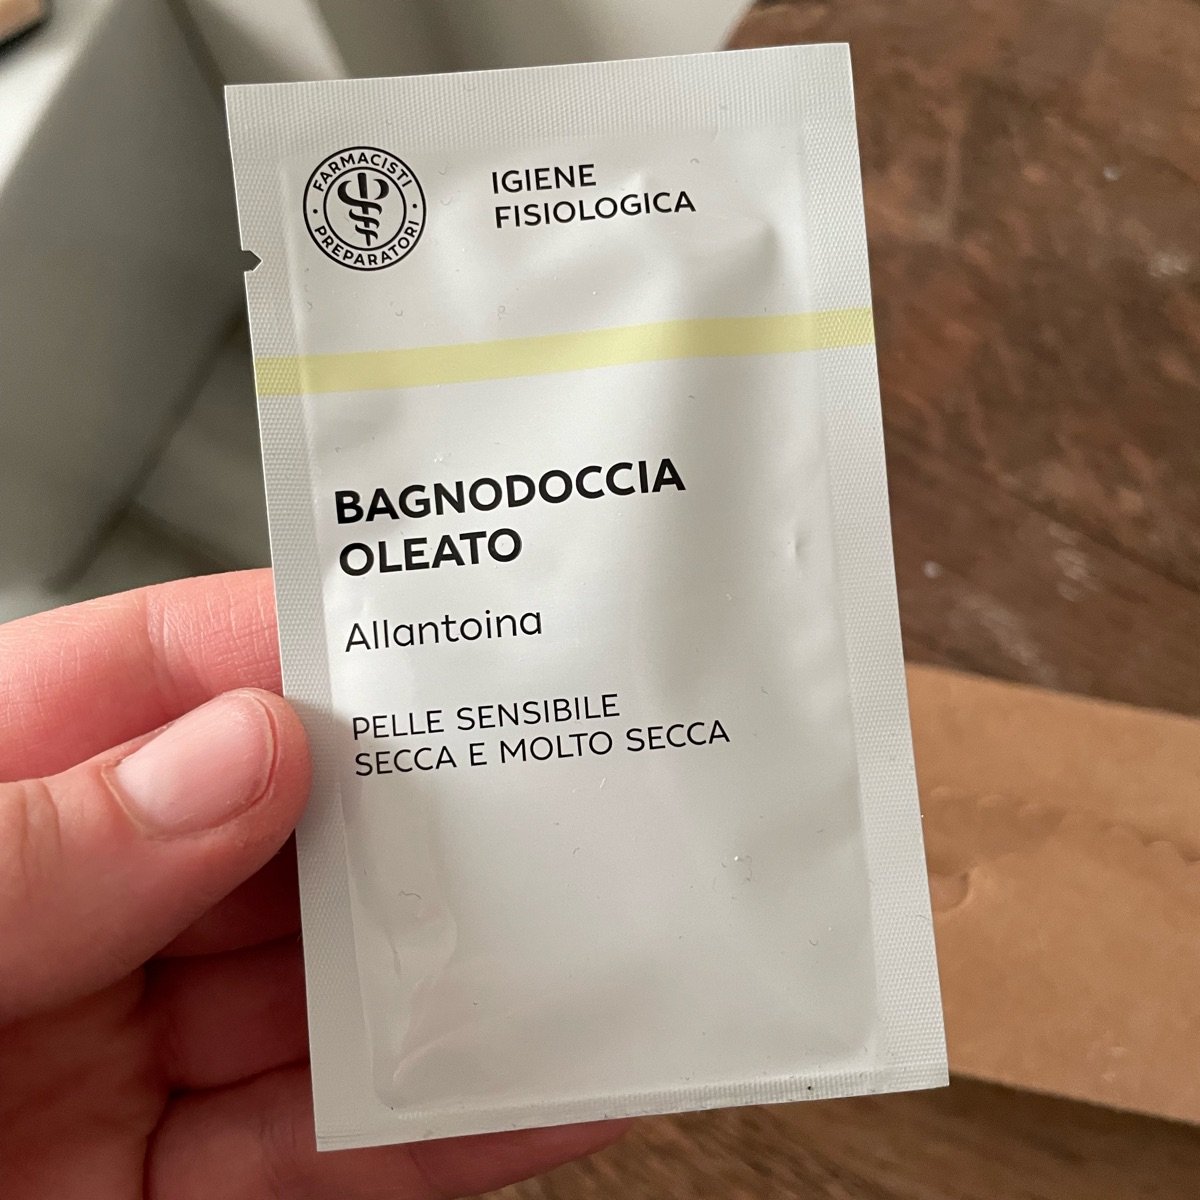 FARMACISTI
PREPARATORI
IGIENE
FISIOLOGICA
BAGNODOCCIA
OLEATO
Allantoina
PELLE SENSIBILE
SECCA E MOLTO SECCA